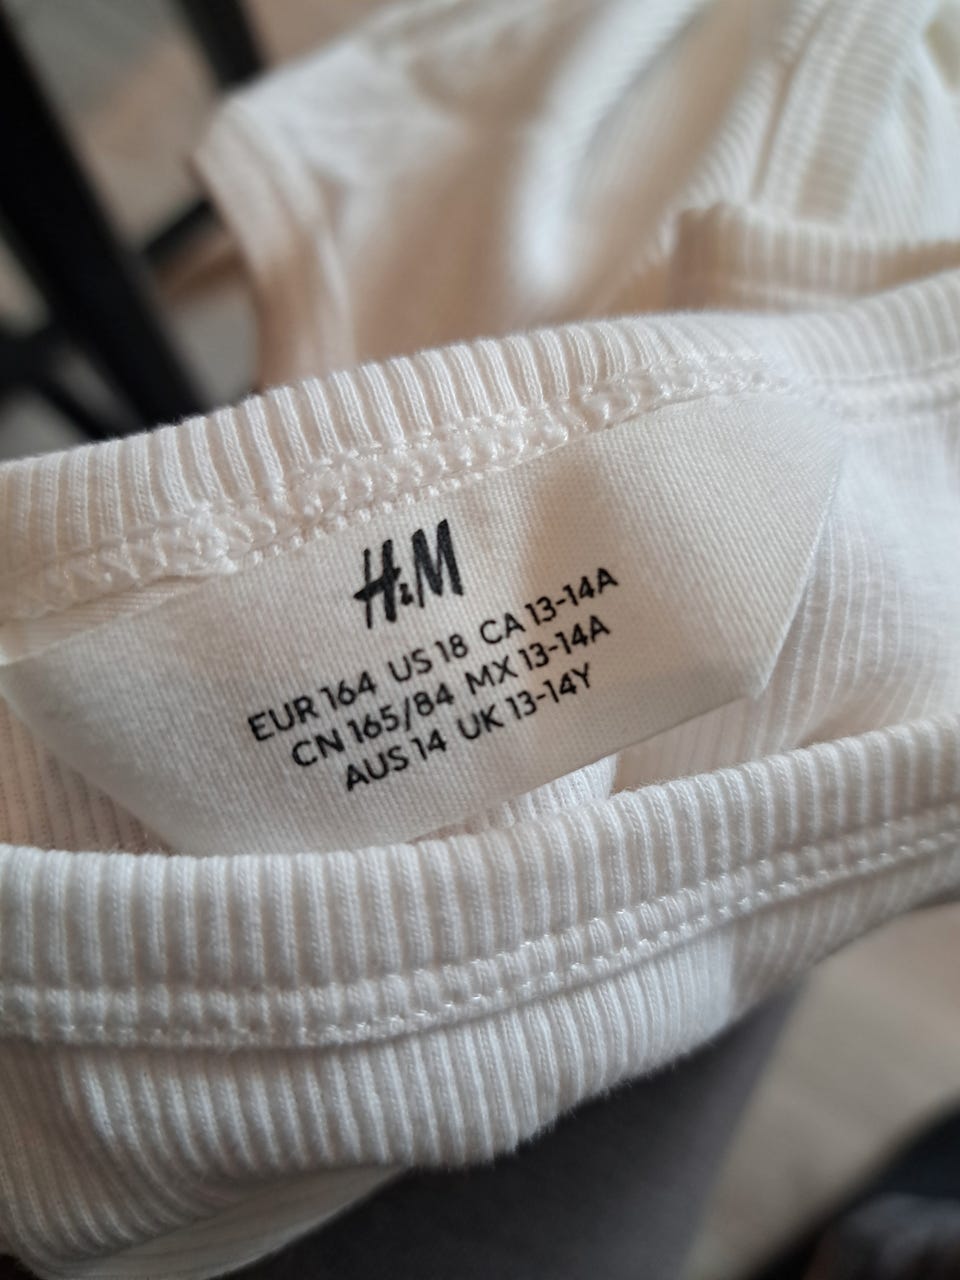 H&M
EUR 164 US 18 CA 13-14A
CN 165/84 MX 13-14A
AUS 14 UK 13-14Y